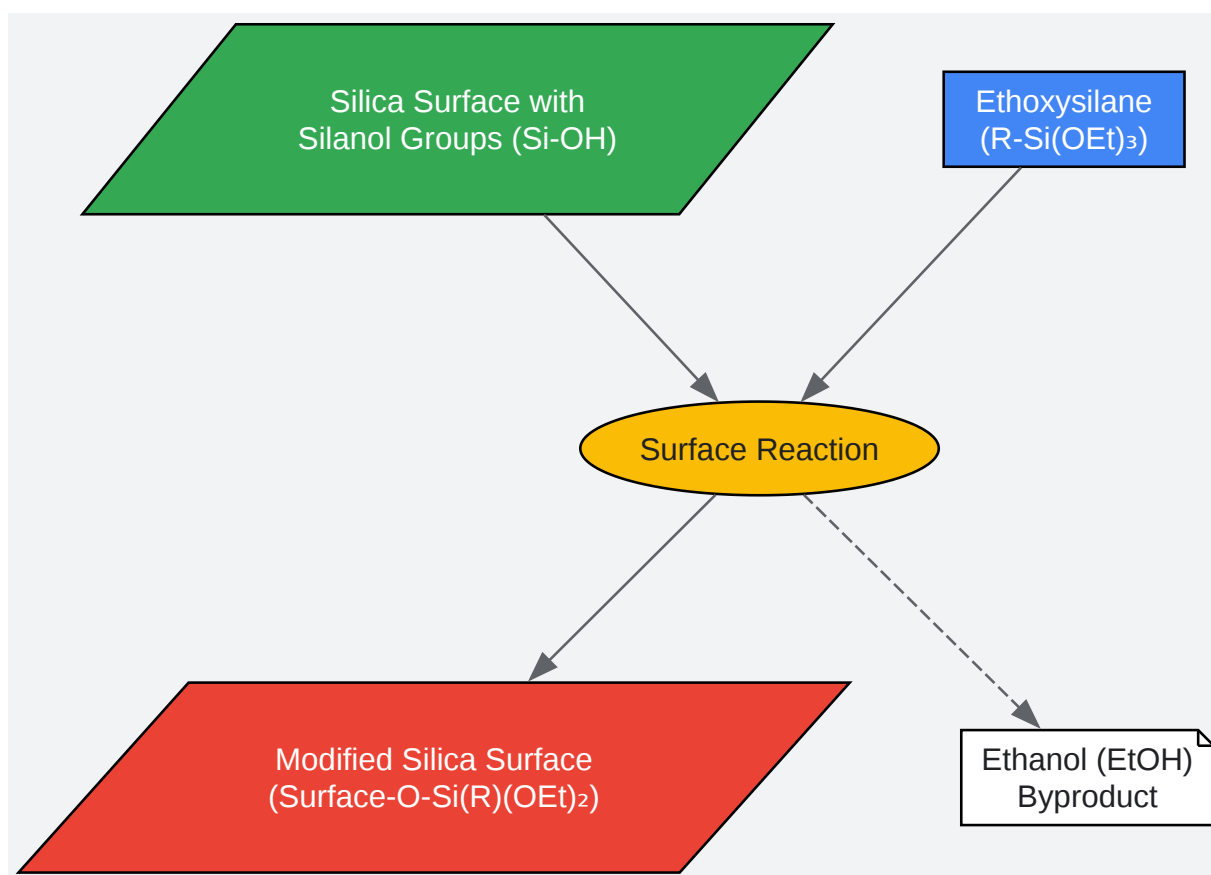 Silica Surface with
Silanol Groups (Si-OH)
Ethoxysilane
(R-Si(OEt)₃)
Surface Reaction
Modified Silica Surface
(Surface-O-Si(R)(OEt)₂)
Ethanol (EtOH)
Byproduct